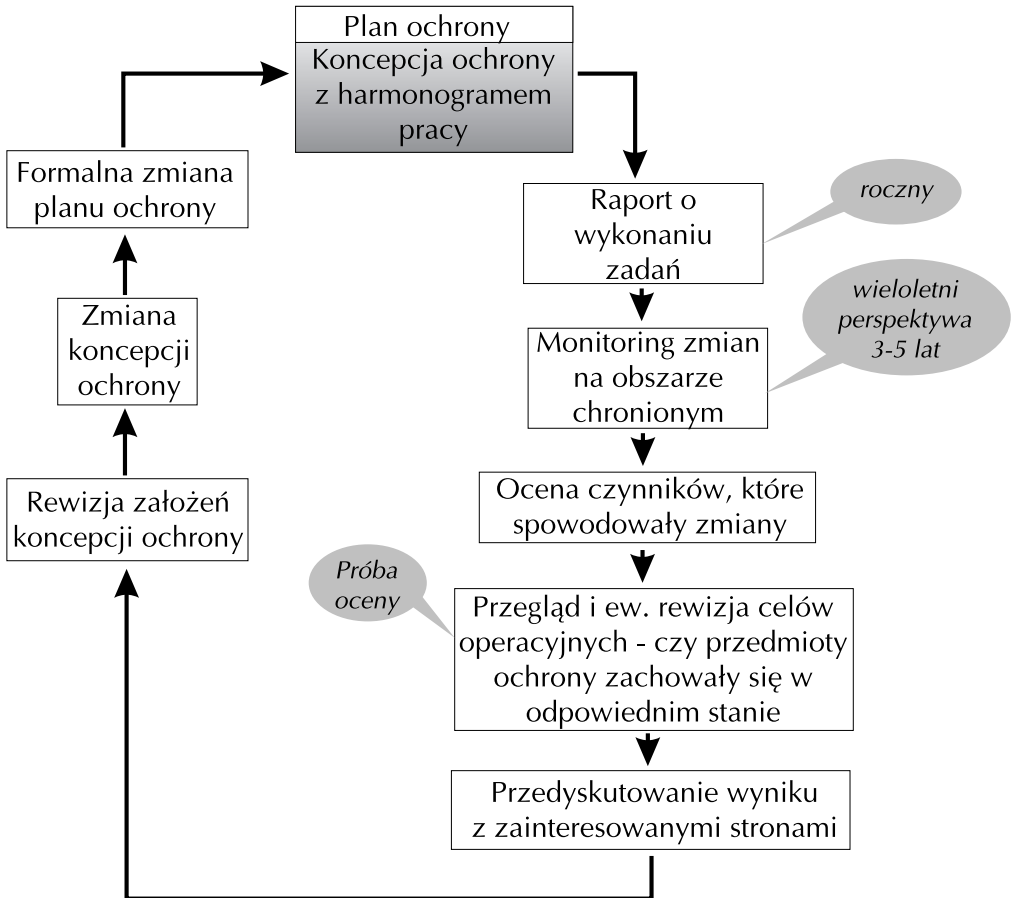 Plan ochrony
Koncepcja ochrony
z harmonogramem
pracy
Formalna zmiana
planu ochrony
Raport o
wykonaniu
zadań
roczny
wieloletni
perspektywa
3-5 lat
Zmiana
koncepcji
ochrony
Monitoring zmian
na obszarze
chronionym
Rewizja założeń
koncepcji ochrony
Ocena czynników, które
spowodowały zmiany
Próba
oceny
Przegląd i ew. rewizja celów
operacyjnych - czy przedmioty
ochrony zachowały się w
odpowiednim stanie
Przedyskutowanie wyniku
z zainteresowanymi stronami